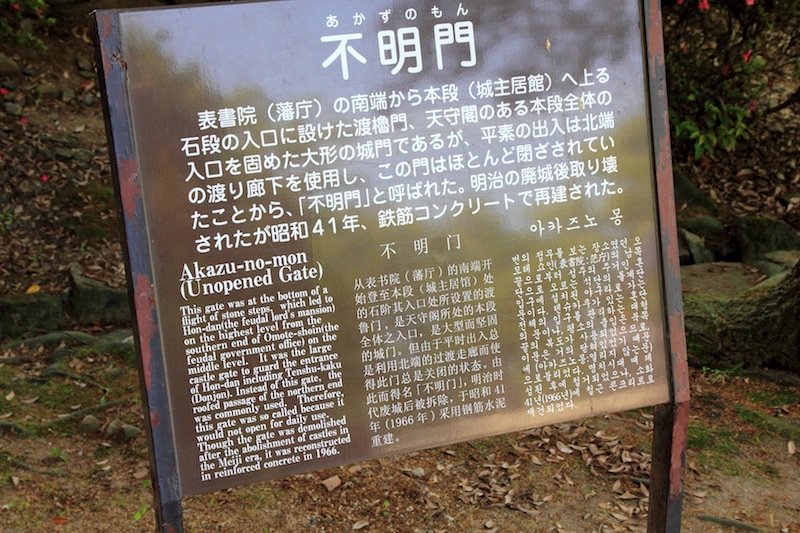 あかずのもん
不明門
表書院（藩庁）の南端から本段（城主居館）へ上る
石段の入口に設けた渡櫓門、天守閣のある本段全体の
入口を固めた大形の城門であるが、平素の出入は北端
の渡り廊下を使用し、この門はほとんど閉ざされてい
たことから、「不明門」と呼ばれた。明治の廃城後取り壊
されたが昭和41年、鉄筋コンクリートで再建された。
Akazu-no-mon
(Unopened Gate)
This gate was at the bottom of a
flight of stone steps, which led to
Hon-dan(the feudal lord's mansion)
on the highest level from the
southern end of Omote-shoin(the
feudal government office) on the
middle level. It was the large
castle gate to guard the entrance
of Hon-dan including Tenshu-kaku
(Donjon). Instead of this gate, the
roofed passage of the northern end
was commonly used. Therefore,
this gate was so called because it
would not open for daily use.
Though the gate was demolished
after the abolishment of castles in
the Meiji era, it was reconstructed
in reinforced concrete in 1966.
不明门
从表书院（藩厅）的南端开
始登至本段（城主居馆）处
的石阶其入口处所设置的渡
鲁门，是天守阁所处的本段
全体之入口，是大型而坚固
的城门。但由于平时出入总
是利用北端的过渡走廊而使
得此门总是关闭的状态。由
此而得名「不明门」，明治时
代废城后被拆除，于昭和41
年（1966年）采用钢筋水泥
重建。
아카즈노 몽